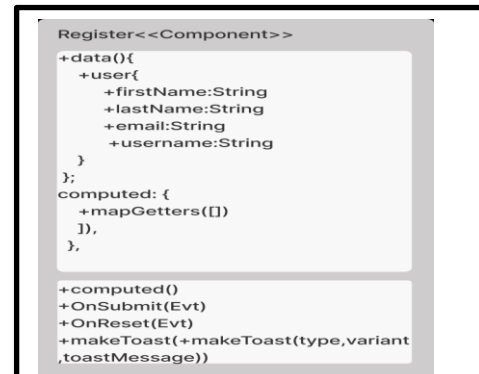 Register<<Component>>
+data(){
+user{
+firstName:String
+lastName:String
+email:String
+username:String
}
};
computed: {
+mapGetters([])
]),
},
+computed()
+OnSubmit(Evt)
+OnReset(Evt)
+makeToast(+makeToast(type,variant
,toastMessage))